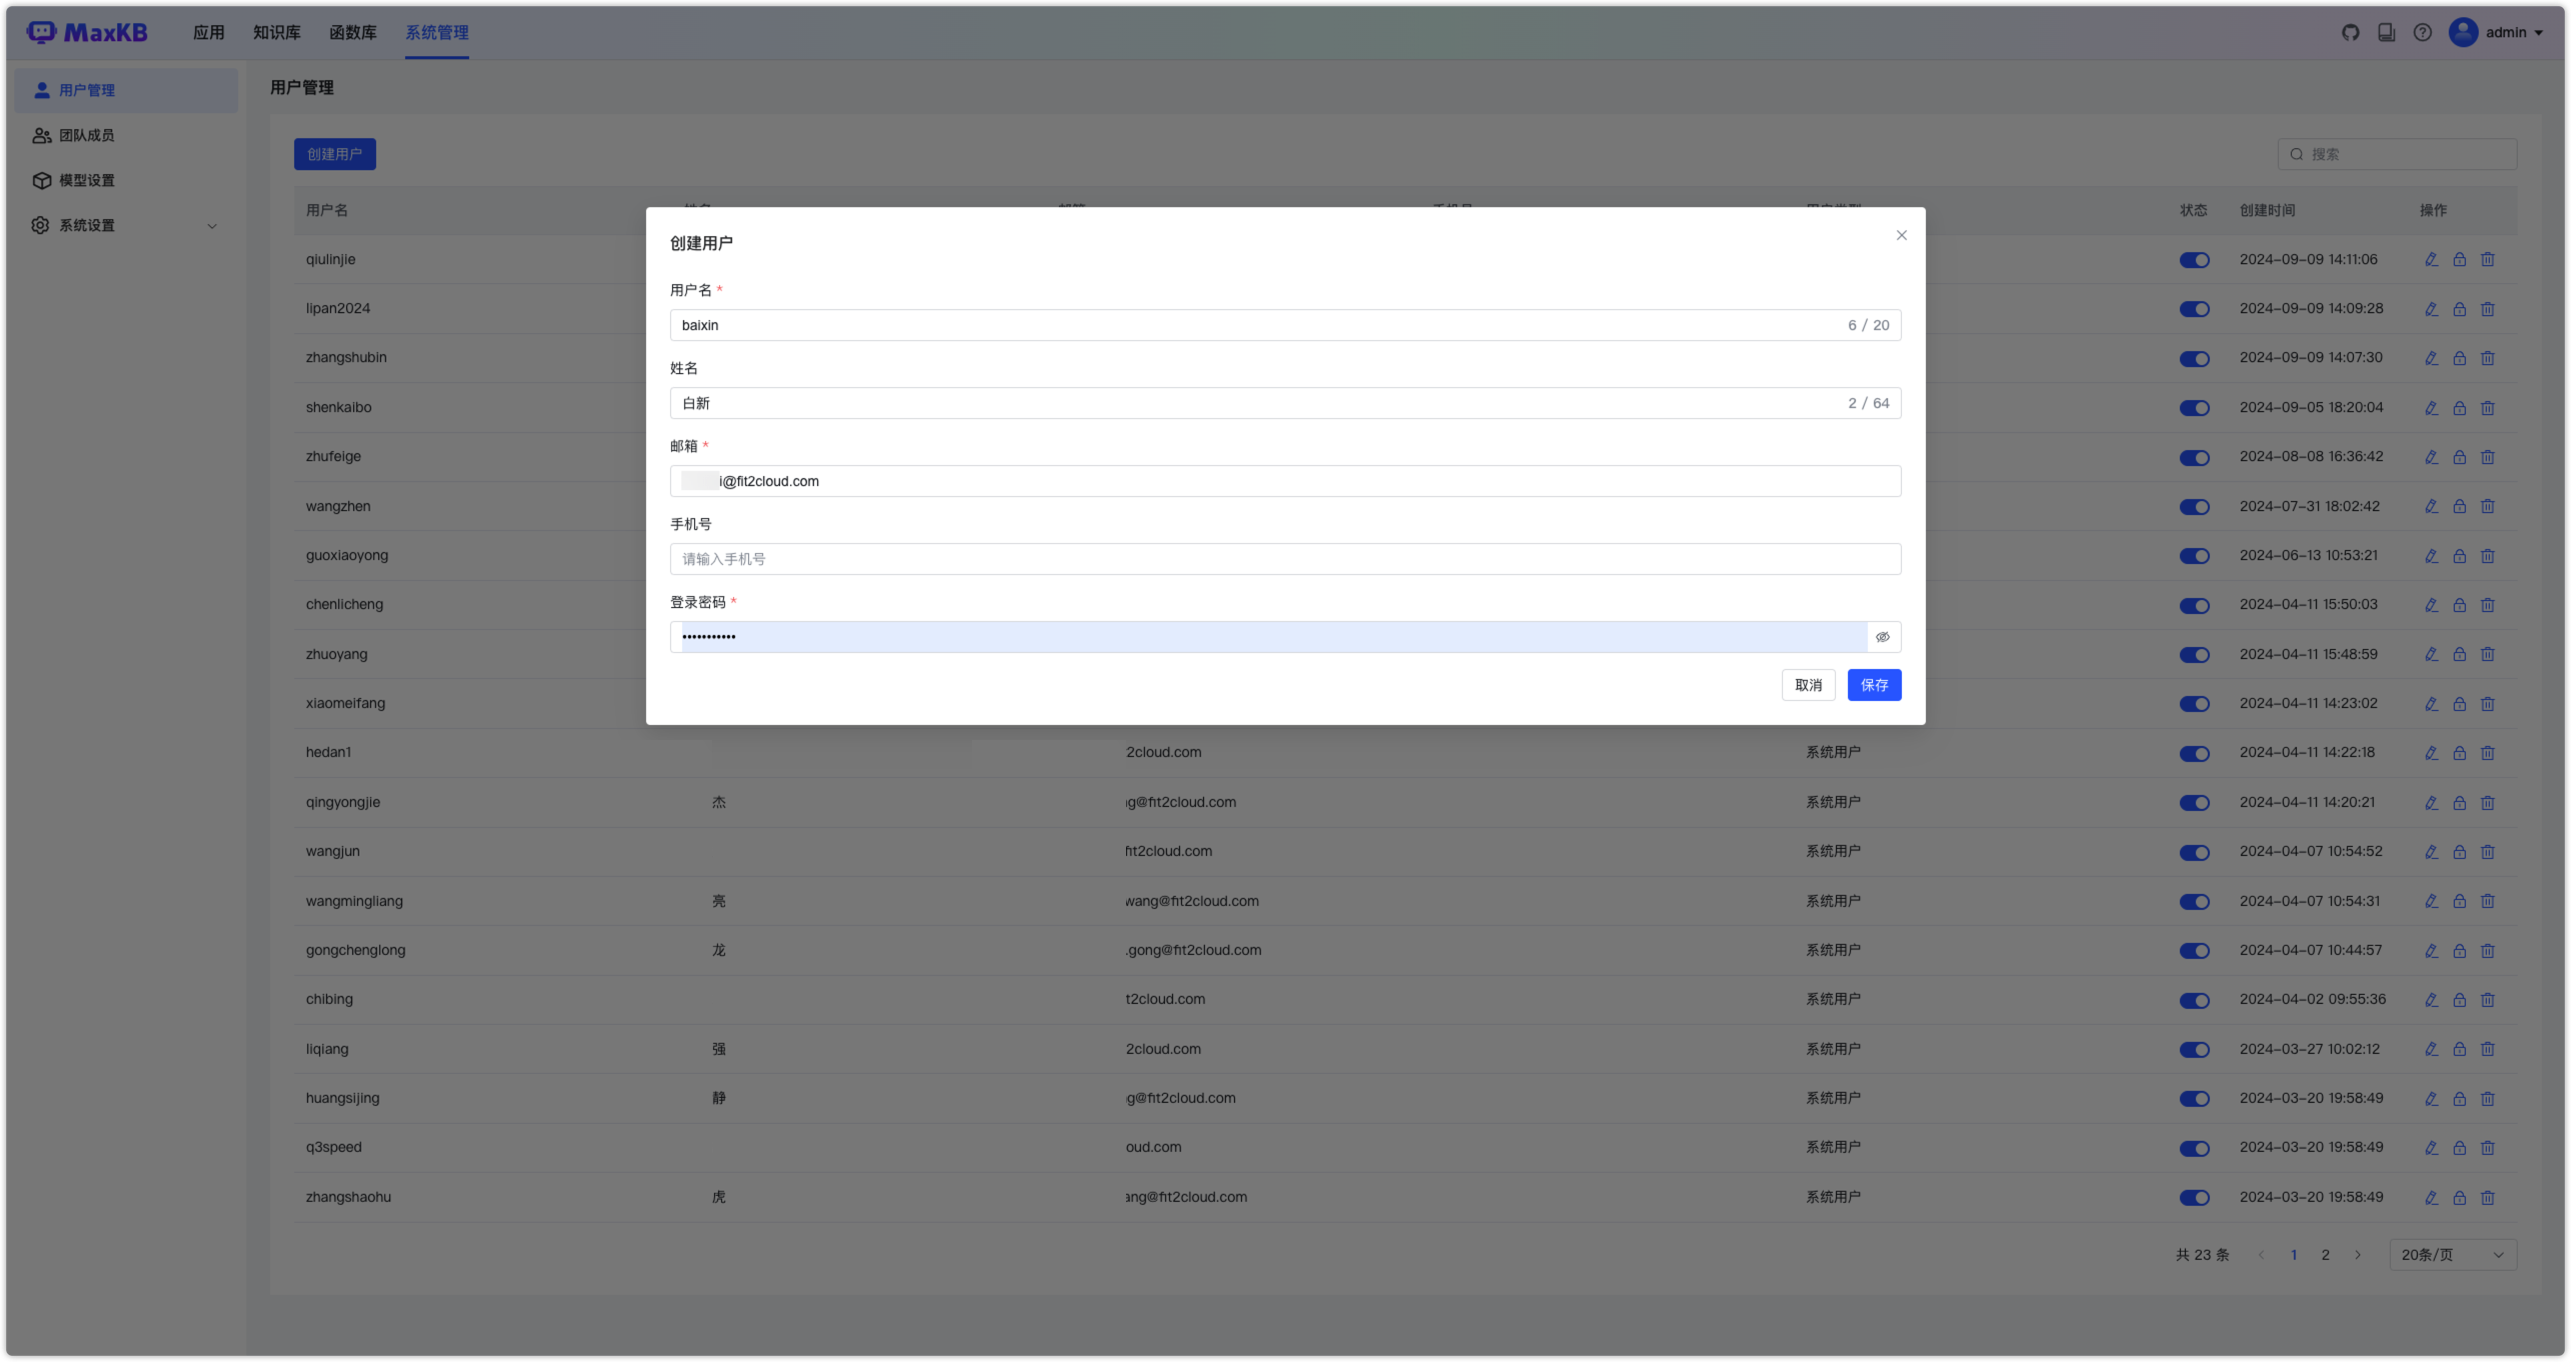 MaxKB 应用 知识库 函数库 系统管理 admin
用户管理
团队成员
模型设置
系统设置
用户管理
创建用户 搜索
用户名 状态 创建时间 操作
创建用户
用户名 *
baixin 6 / 20
姓名
白新 2 / 64
邮箱 *
i@fit2cloud.com
手机号
请输入手机号
登录密码 *
•••••••••••
取消 保存
qiulinjie 2024-09-09 14:11:06
lipan2024 2024-09-09 14:09:28
zhangshubin 2024-09-09 14:07:30
shenkaibo 2024-09-05 18:20:04
zhufeige 2024-08-08 16:36:42
wangzhen 2024-07-31 18:02:42
guoxiaoyong 2024-06-13 10:53:21
chenlicheng 2024-04-11 15:50:03
zhuoyang 2024-04-11 15:48:59
xiaomeifang 2024-04-11 14:23:02
hedan1 2cloud.com 系统用户 2024-04-11 14:22:18
qingyongjie 杰 g@fit2cloud.com 系统用户 2024-04-11 14:20:21
wangjun fit2cloud.com 系统用户 2024-04-07 10:54:52
wangmingliang 亮 wang@fit2cloud.com 系统用户 2024-04-07 10:54:31
gongchenglong 龙 .gong@fit2cloud.com 系统用户 2024-04-07 10:44:57
chibing t2cloud.com 系统用户 2024-04-02 09:55:36
liqiang 强 2cloud.com 系统用户 2024-03-27 10:02:12
huangsijing 静 g@fit2cloud.com 系统用户 2024-03-20 19:58:49
q3speed oud.com 系统用户 2024-03-20 19:58:49
zhangshaohu 虎 ang@fit2cloud.com 系统用户 2024-03-20 19:58:49
共 23 条 1 2 20条/页